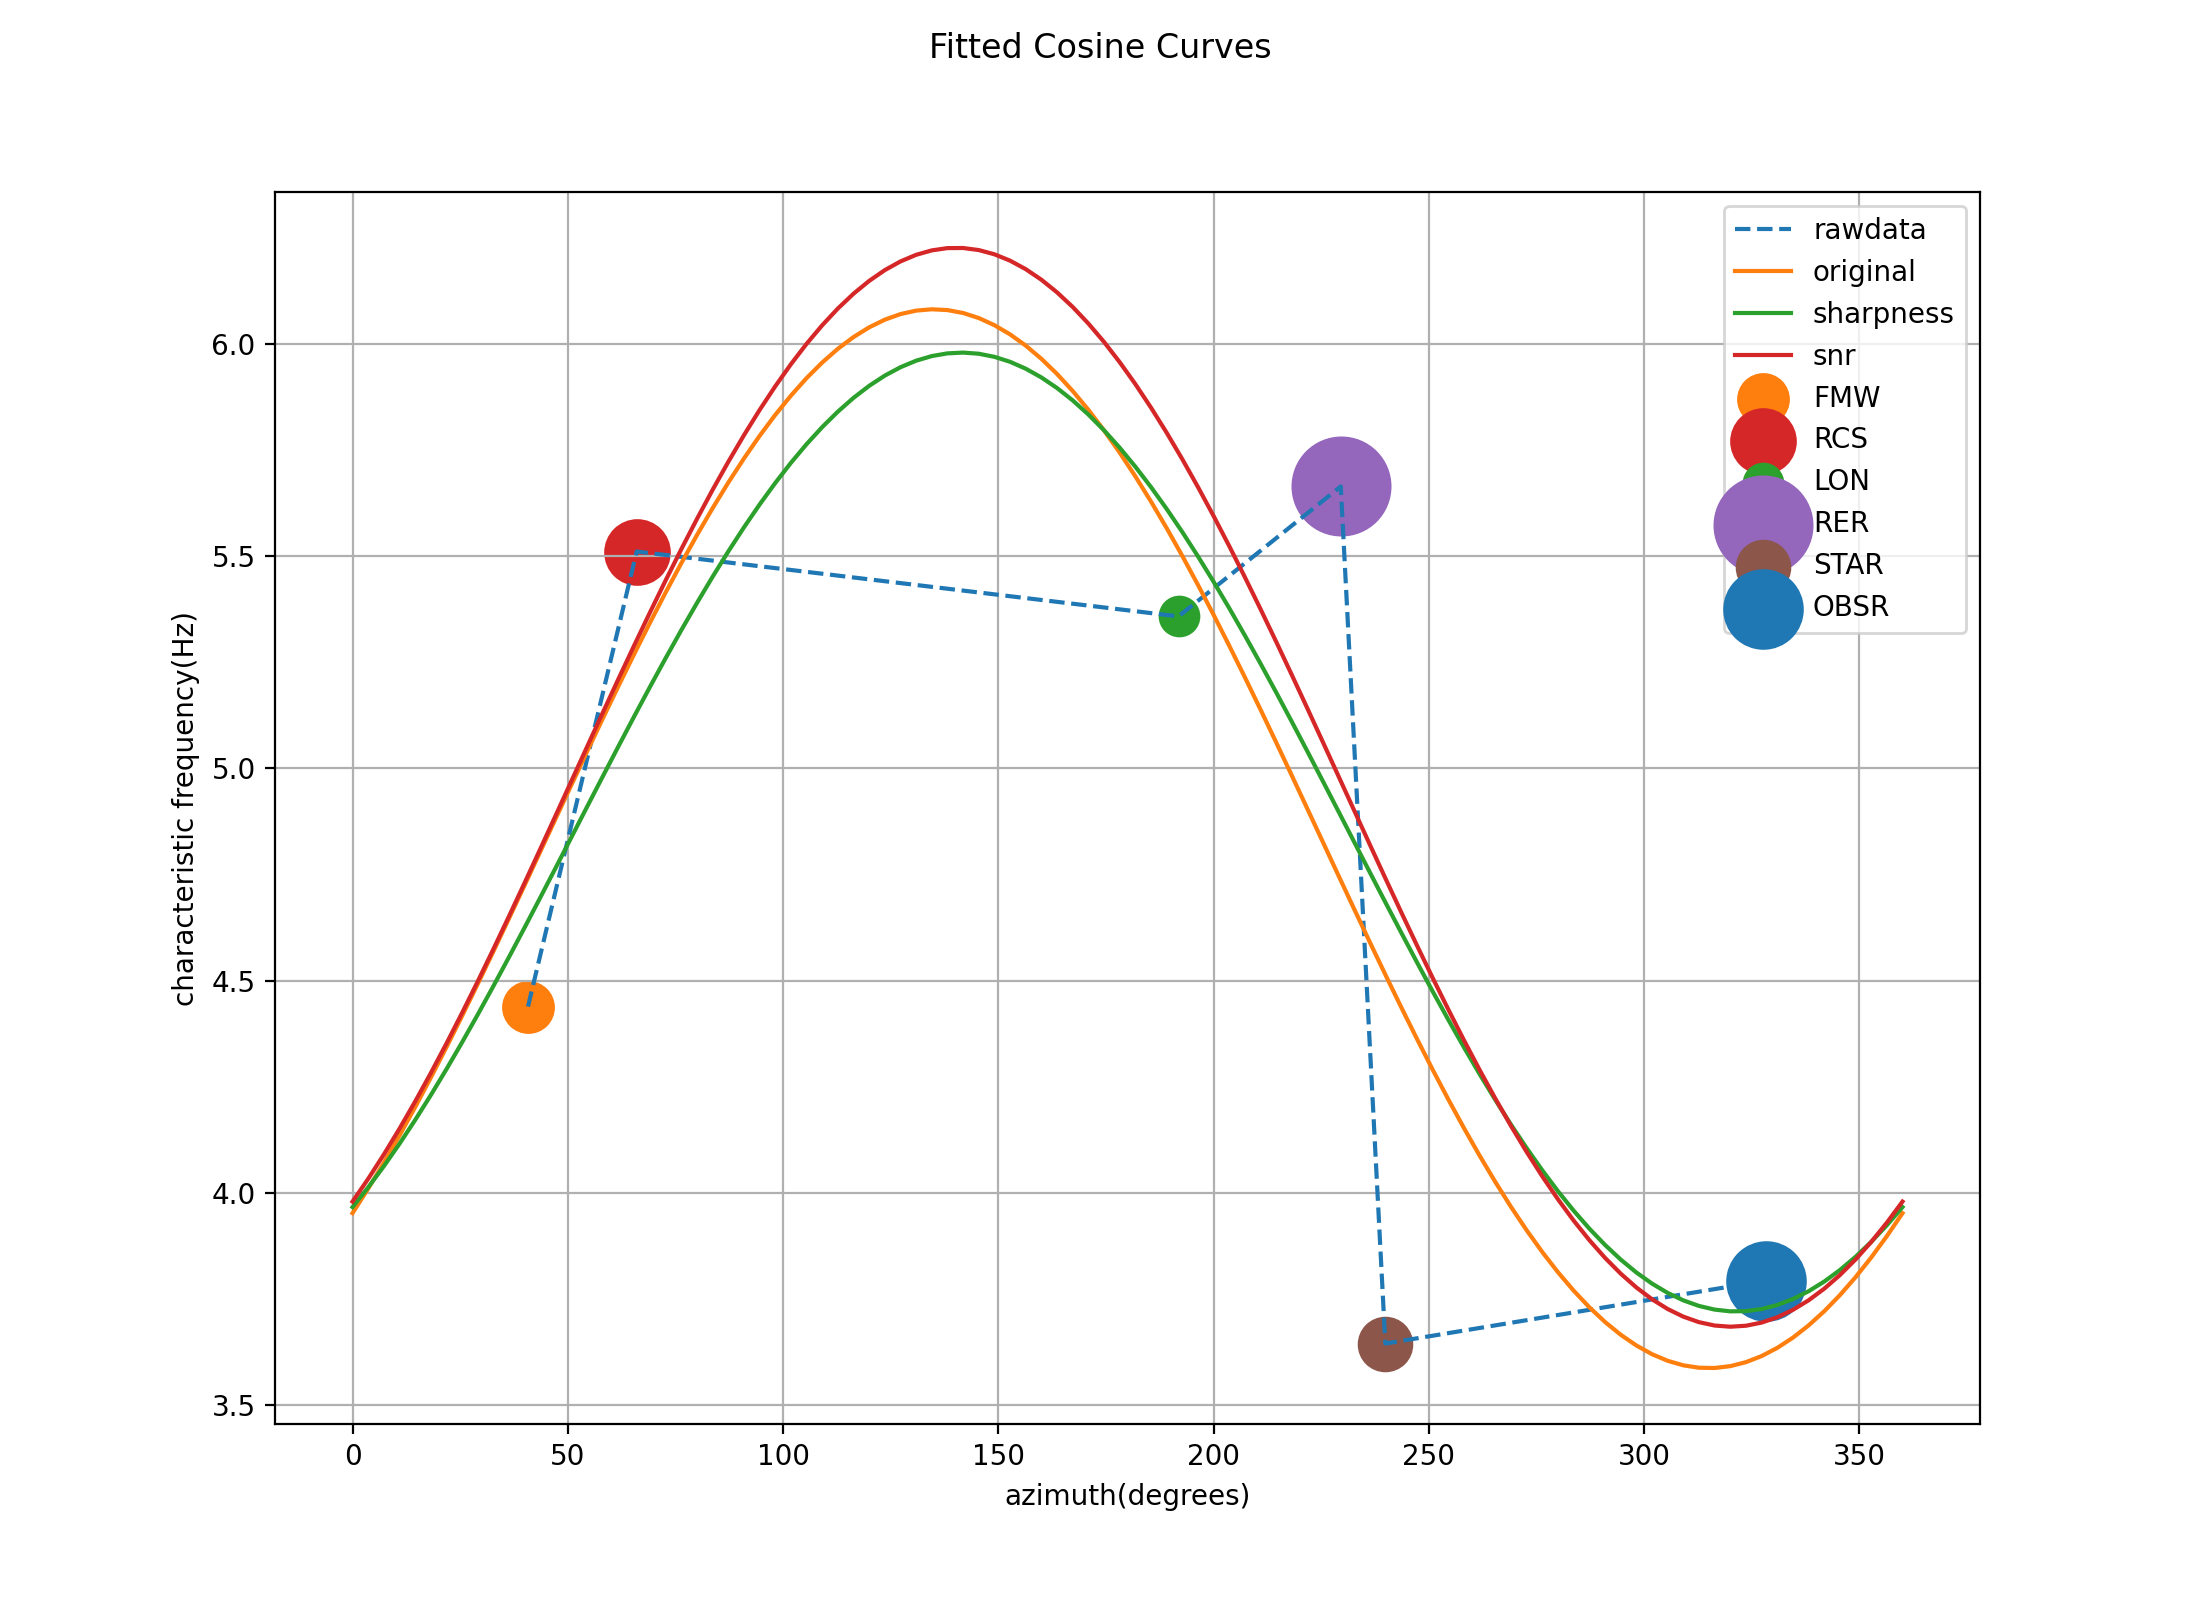 Fitted Cosine Curves
rawdata
original
sharpness
snr
FMW
RCS
LON
RER
STAR
OBSR
characteristic frequency(Hz)
6.0
5.5
5.0
4.5
4.0
3.5
0 50 100 150 200 250 300 350
azimuth(degrees)